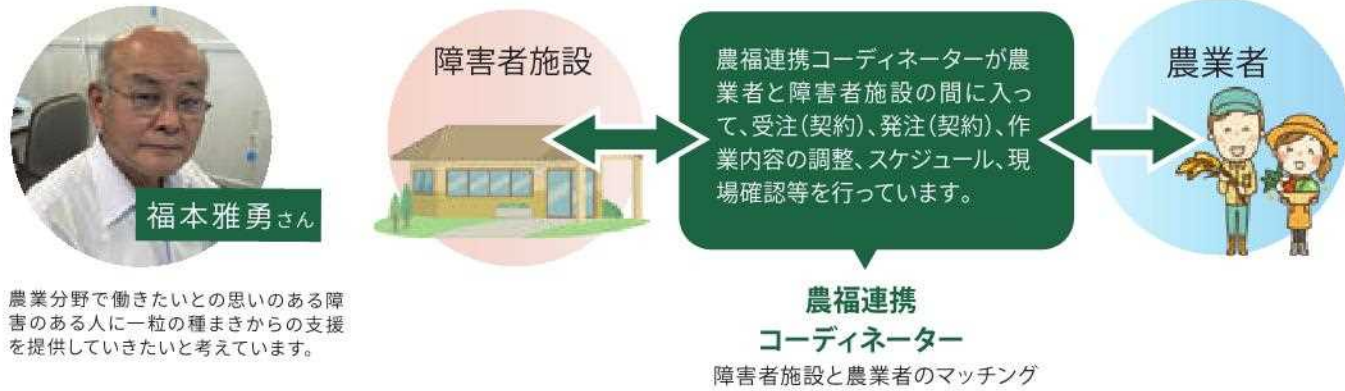 福本雅勇さん
農業分野で働きたいとの思いのある障
害のある人に一粒の種まきからの支援
を提供していきたいと考えています。
障害者施設
農福連携コーディネーターが農
業者と障害者施設の間に入っ
て、受注(契約)、発注(契約)、作
業内容の調整、スケジュール、現
場確認等を行っています。
農業者
農福連携
コーディネーター
障害者施設と農業者のマッチング